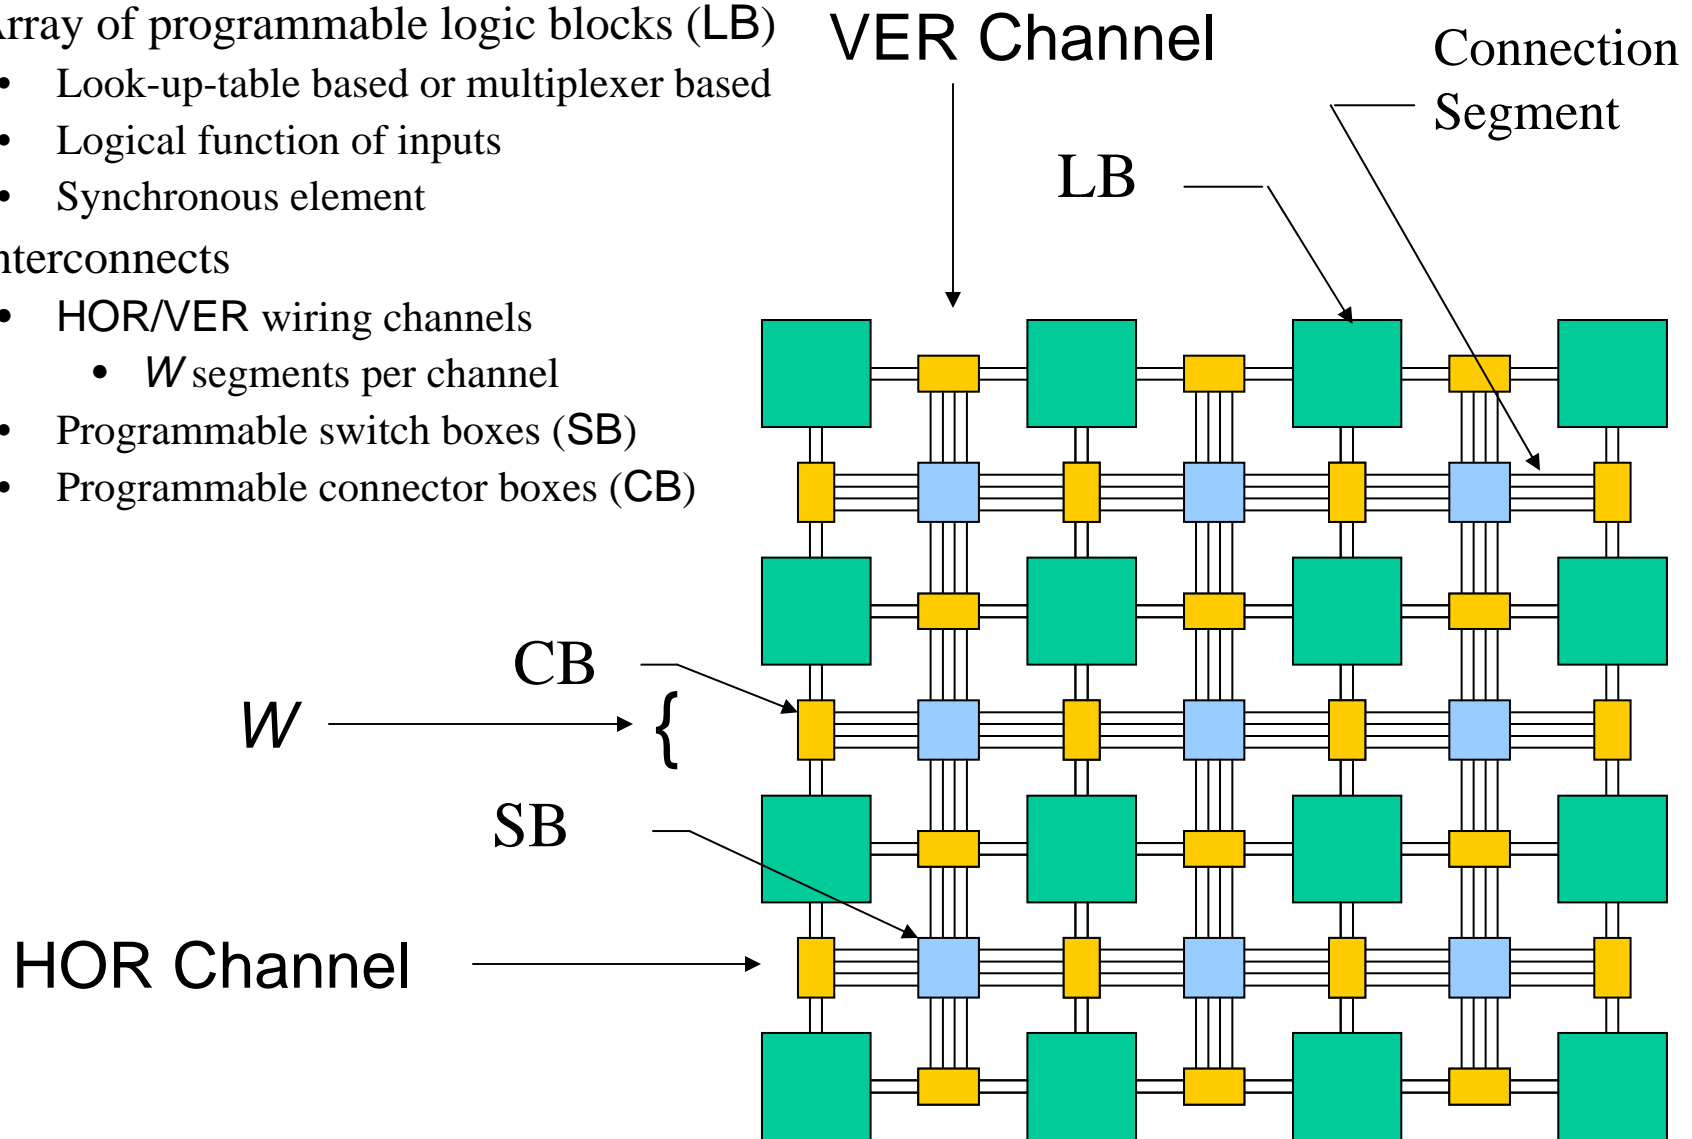 rray of programmable logic blocks (LB)
• Look-up-table based or multiplexer based
• Logical function of inputs
• Synchronous element
nterconnects
• HOR/VER wiring channels
• W segments per channel
• Programmable switch boxes (SB)
• Programmable connector boxes (CB)
VER Channel
Connection
Segment
LB
CB
W
{
SB
HOR Channel